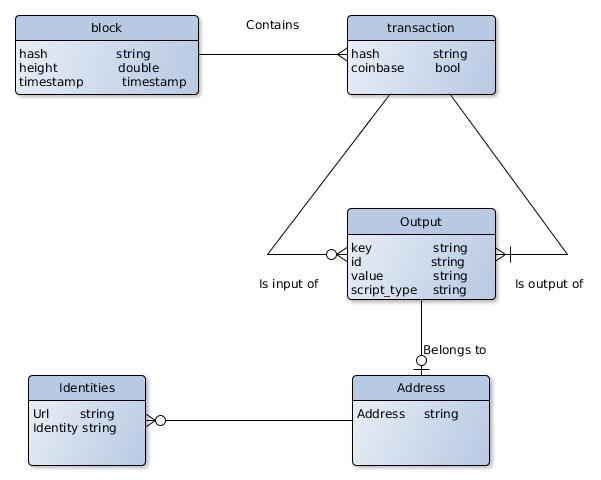 block
hash string
height double
timestamp timestamp
Contains
transaction
hash string
coinbase bool
Output
key string
id string
value string
script_type string
Is input of
Is output of
Belongs to
Identities
Url string
Identity string
Address
Address string